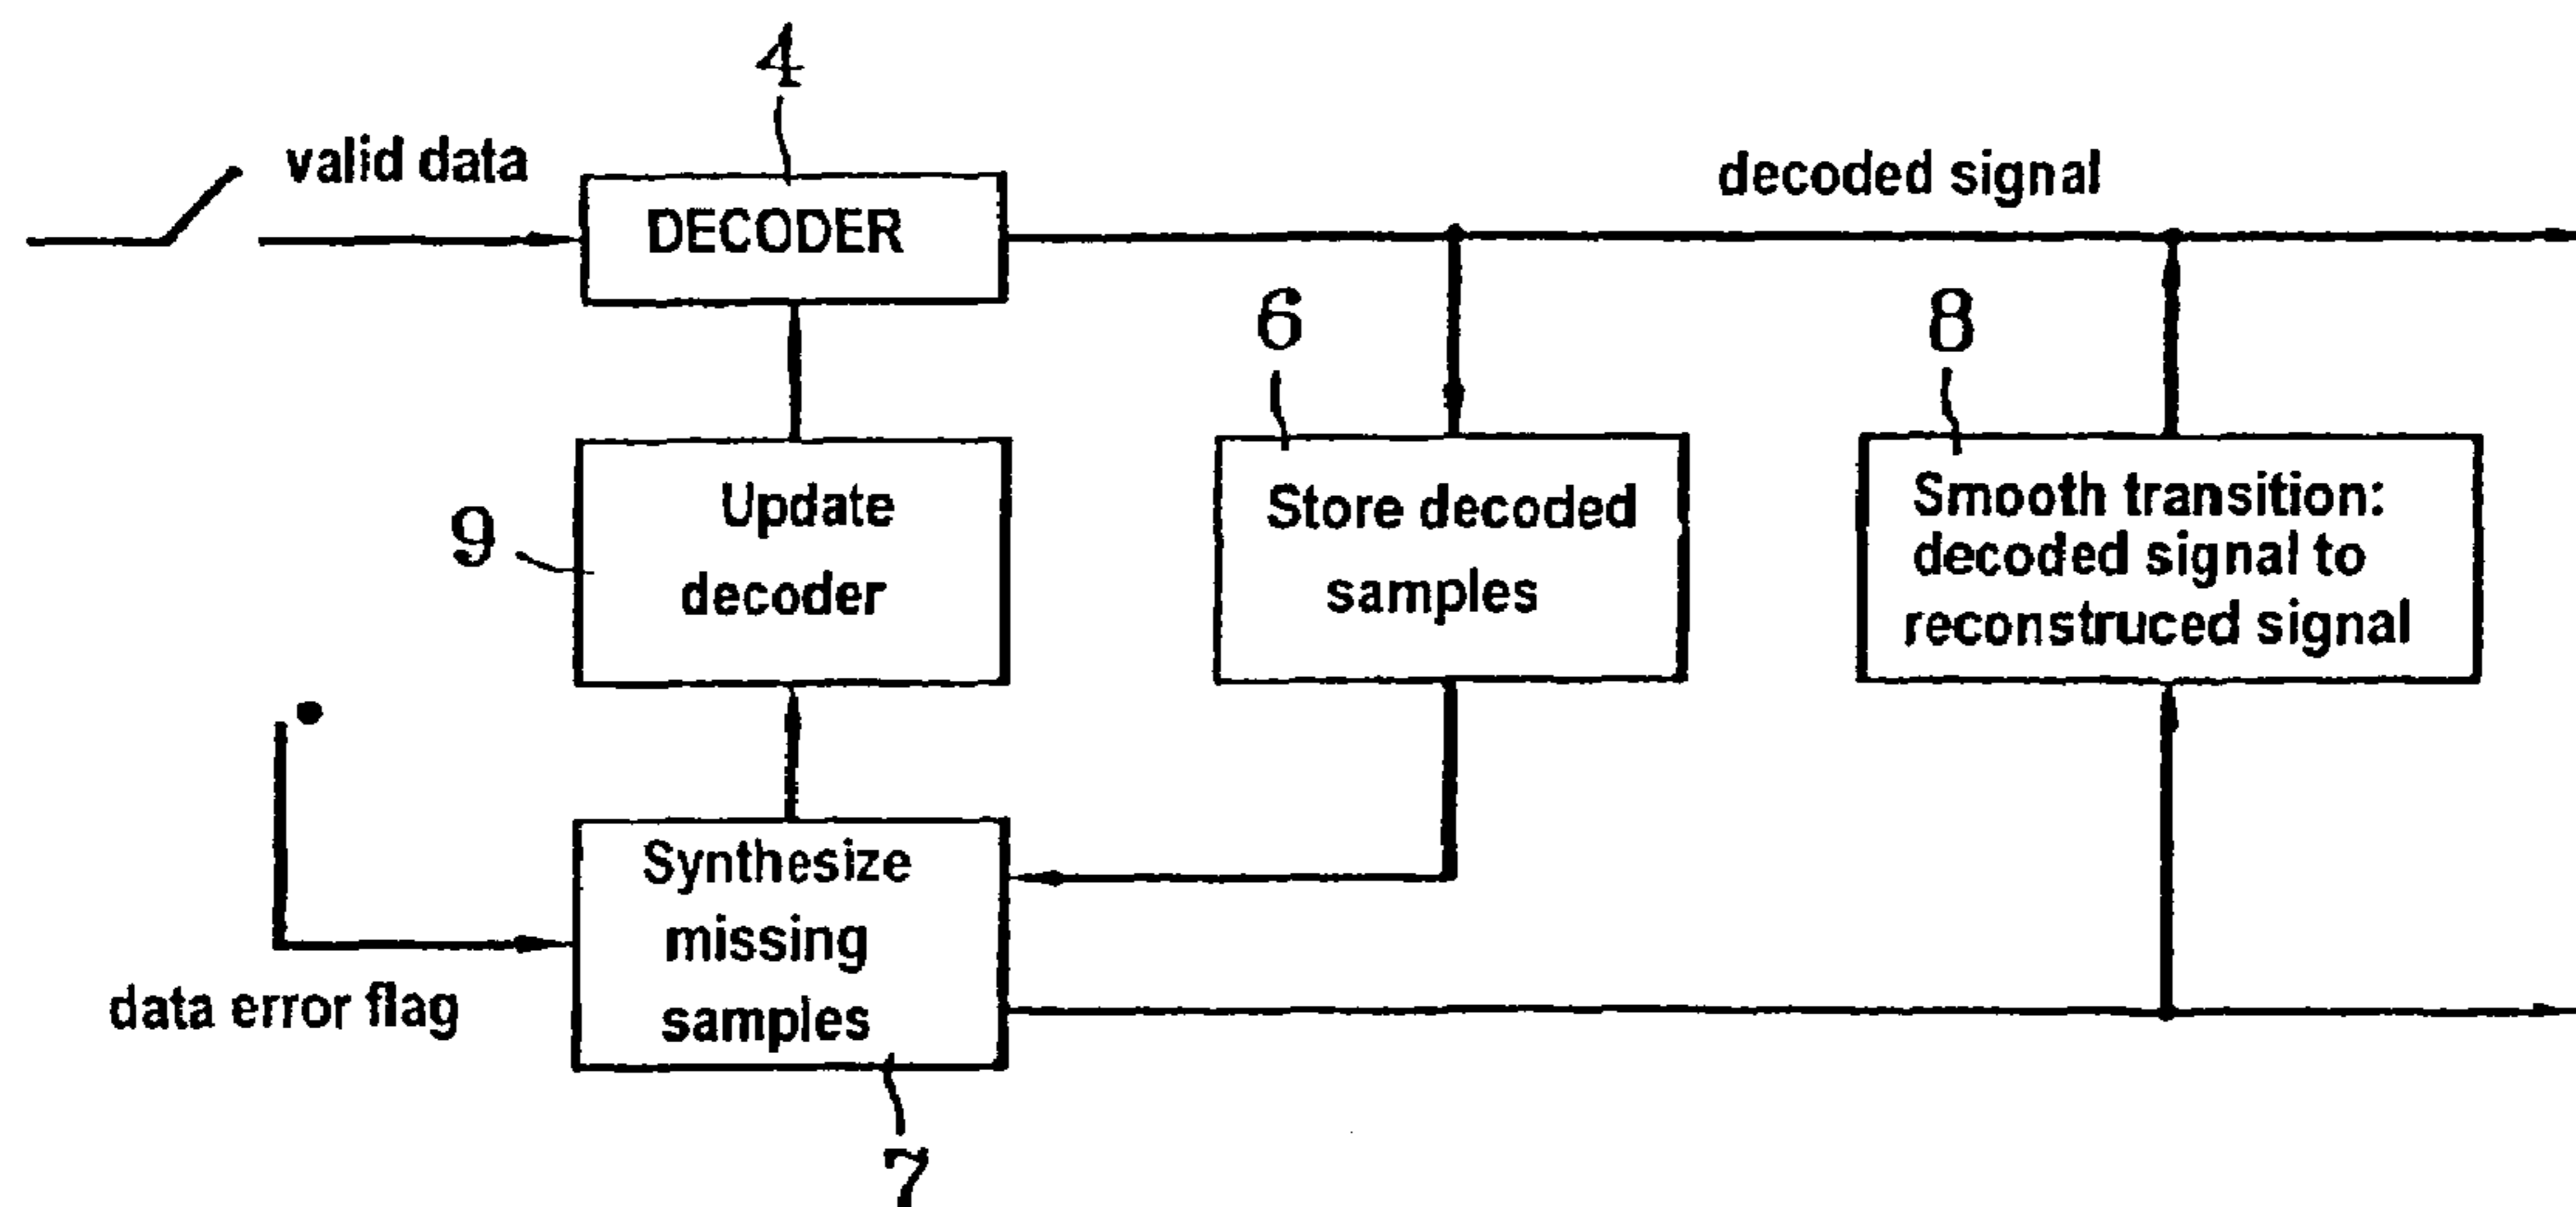 4
valid data
DECODER
decoded signal
6
8
9
Update
decoder
Store decoded
samples
Smooth transition:
decoded signal to
reconstruced signal
Synthesize
missing
samples
data error flag
7